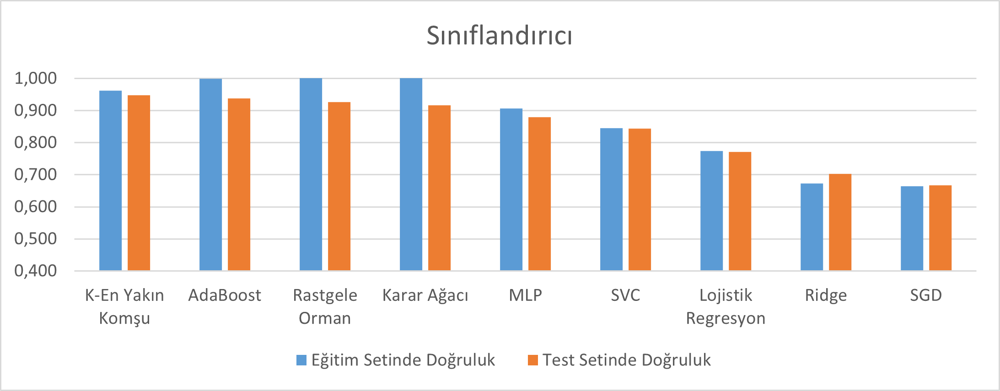 Sınıflandırıcı
1,000
0,900
0,800
0,700
0,600
0,500
0,400
K-En Yakın
Komşu
AdaBoost
Rastgele
Orman
Karar Ağacı
MLP
SVC
Lojistik
Regresyon
Ridge
SGD
Eğitim Setinde Doğruluk
Test Setinde Doğruluk